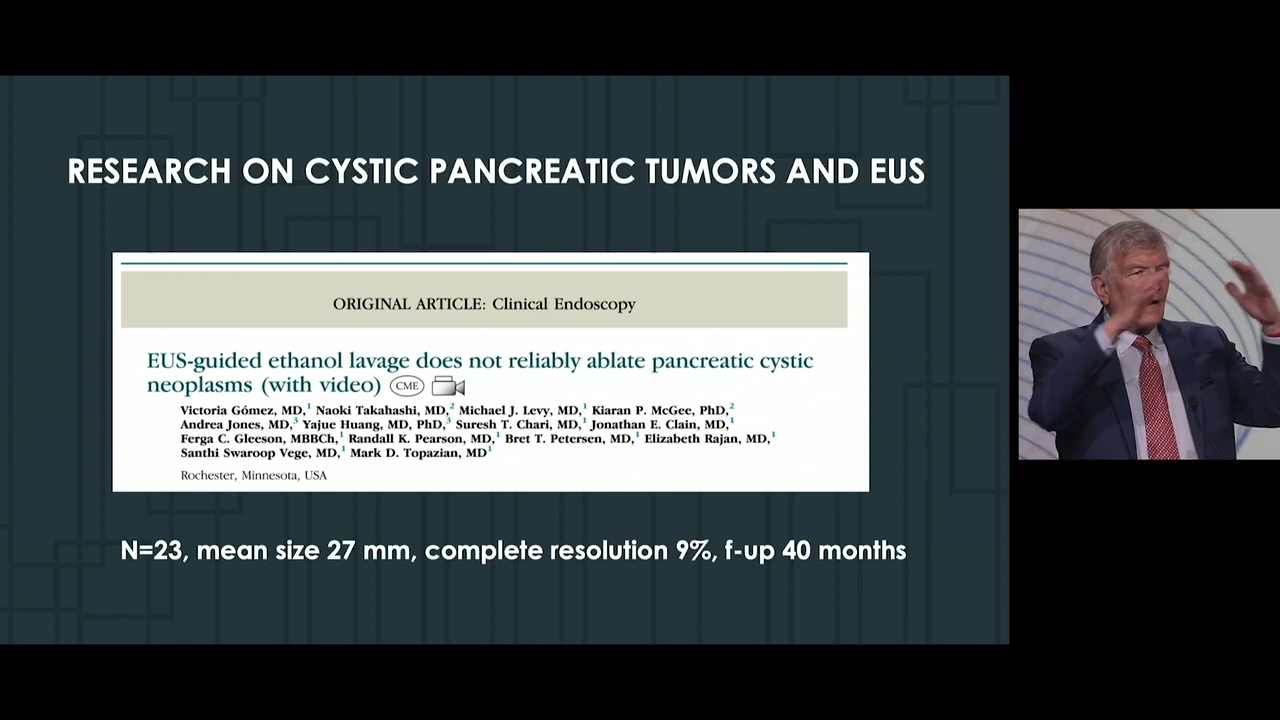 RESEARCH ON CYSTIC PANCREATIC TUMORS AND EUS
ORIGINAL ARTICLE: Clinical Endoscopy
EUS-guided ethanol lavage does not reliably ablate pancreatic cystic
neoplasms (with video) CME
Victoria Gómez, MD,¹ Naoki Takahashi, MD,² Michael J. Levy, MD,¹ Kiaran P. McGee, PhD,²
Andrea Jones, MD,³ Yajue Huang, MD, PhD,³ Suresh T. Chari, MD,¹ Jonathan E. Clain, MD,¹
Ferga C. Gleeson, MBBCh,¹ Randall K. Pearson, MD,¹ Bret T. Petersen, MD,¹ Elizabeth Rajan, MD,¹
Santhi Swaroop Vege, MD,¹ Mark D. Topazian, MD¹
Rochester, Minnesota, USA
N=23, mean size 27 mm, complete resolution 9%, f-up 40 months